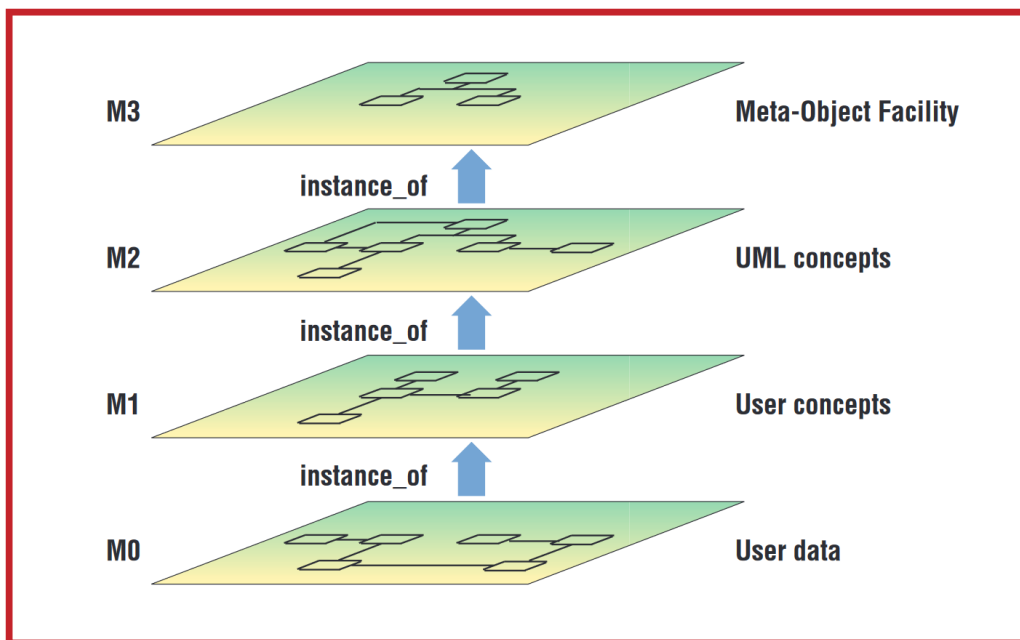 M3
Meta-Object Facility
instance_of
M2
UML concepts
instance_of
M1
User concepts
instance_of
M0
User data